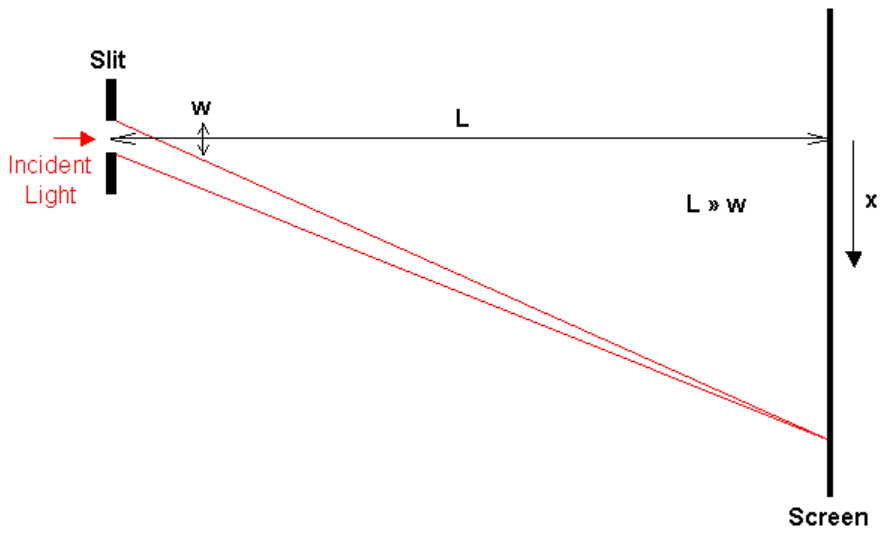 Slit
w
L
Incident
Light
L » w
x
Screen